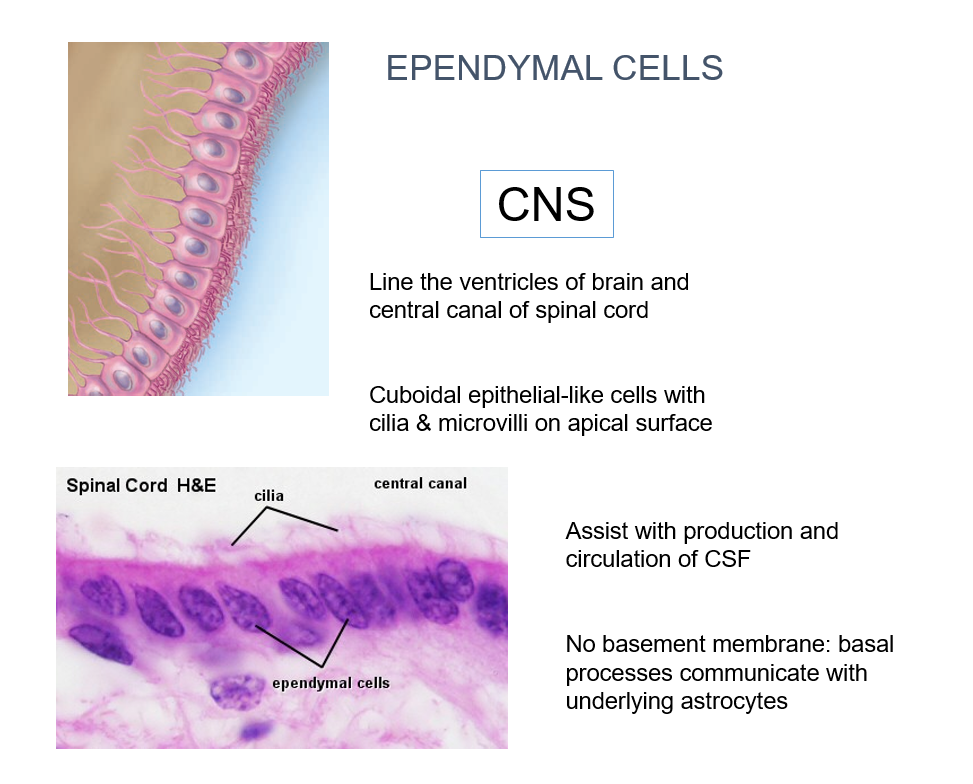 EPENDYMAL CELLS
CNS
Line the ventricles of brain and
central canal of spinal cord
Cuboidal epithelial-like cells with
cilia & microvilli on apical surface
Spinal Cord H&E
cilia
central canal
ependymal cells
Assist with production and
circulation of CSF
No basement membrane: basal
processes communicate with
underlying astrocytes